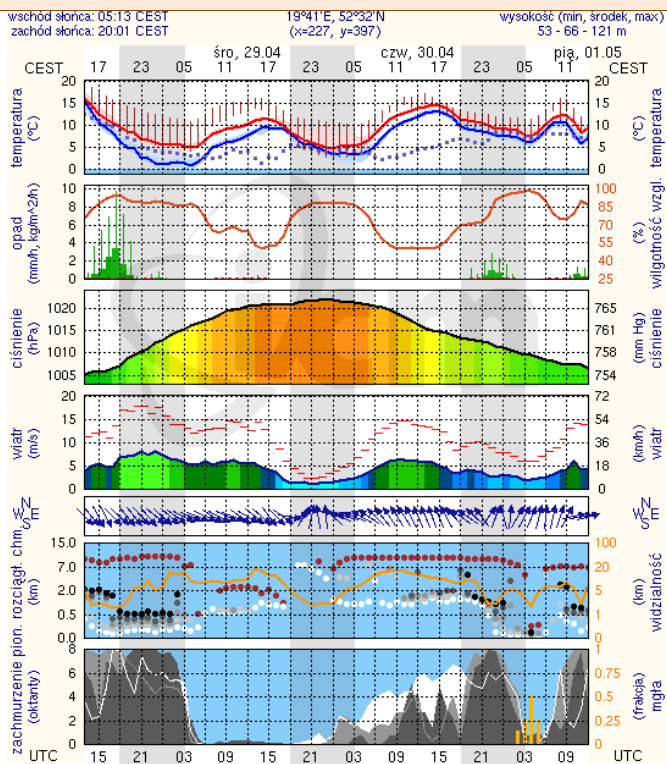 wschód słońca: 05:13 CEST 19°41'E, 52°32'N wysokość (min, środek, max)
zachód słońca: 20:01 CEST (x=227, y=397) 53 - 66 - 121 m
śro, 29.04 czw, 30.04 pią, 01.05
CEST 17 23 05 11 17 23 05 11 17 23 05 11 CEST
temperatura (°C)
20 15 10 5 0
20 15 10 5 0
temperatura (°C)
opad (mm/h, kg/m^2/h)
10 8 6 4 2 0
100 85 70 55 40 25
wilgotność wzgl. (%)
ciśnienie (hPa)
1020 1015 1010 1005
765 761 758 754
ciśnienie (mm Hg)
wiatr (m/s)
20 15 10 5 0
72 54 36 18 0
wiatr (km/h)
N E S W
N E S W
pion. rozciągł. chm. (km)
15.0 7.0 2.0 0.5 0.0
100 20 5 1 0
widzialność (km)
zachmurzenie (oktanty)
8 6 4 2 0
1 0.75 0.5 0.25 0
mgła (frakcja)
UTC 15 21 03 09 15 21 03 09 15 21 03 09 UTC
icm